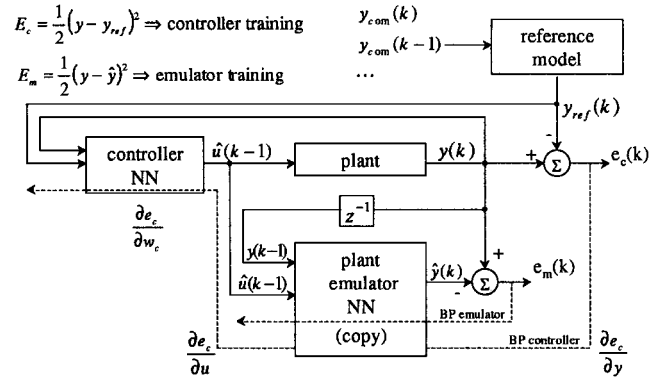 E_c = 1/2 (y − y_ref)² ⇒ controller training
E_m = 1/2 (y − ŷ)² ⇒ emulator training
y_com(k)
y_com(k−1)
...
reference
model
y_ref(k)
-
controller
NN
û(k−1)
plant
y(k)
+
Σ
e_c(k)
∂e_c
∂w_c
z⁻¹
y(k−1)
û(k−1)
plant
emulator
NN
(copy)
ŷ(k)
+
-
Σ
e_m(k)
BP emulator
BP controller
∂e_c
∂u
∂e_c
∂y